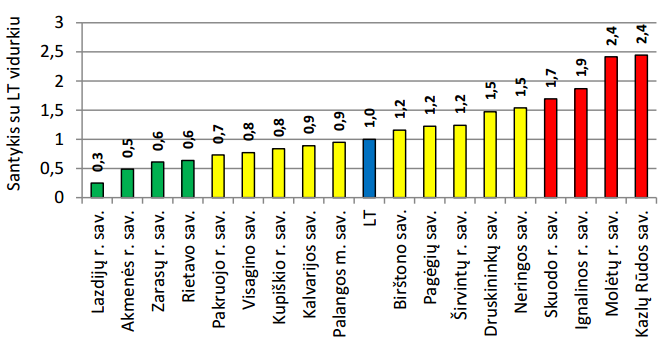 Santykis su LT vidurkiu
3
2,5
2
1,5
1
0,5
0
0,3
0,5
0,6
0,6
0,7
0,8
0,8
0,9
0,9
1,0
1,2
1,2
1,2
1,5
1,5
1,7
1,9
2,4
2,4
Lazdijų r. sav.
Akmenės r. sav.
Zarasų r. sav.
Rietavo sav.
Pakruojo r. sav.
Visagino sav.
Kupiškio r. sav.
Kalvarijos sav.
Palangos m. sav.
LT
Birštono sav.
Pagėgių sav.
Širvintų r. sav.
Druskininkų sav.
Neringos sav.
Skuodo r. sav.
Ignalinos r. sav.
Molėtų r. sav.
Kazlų Rūdos sav.